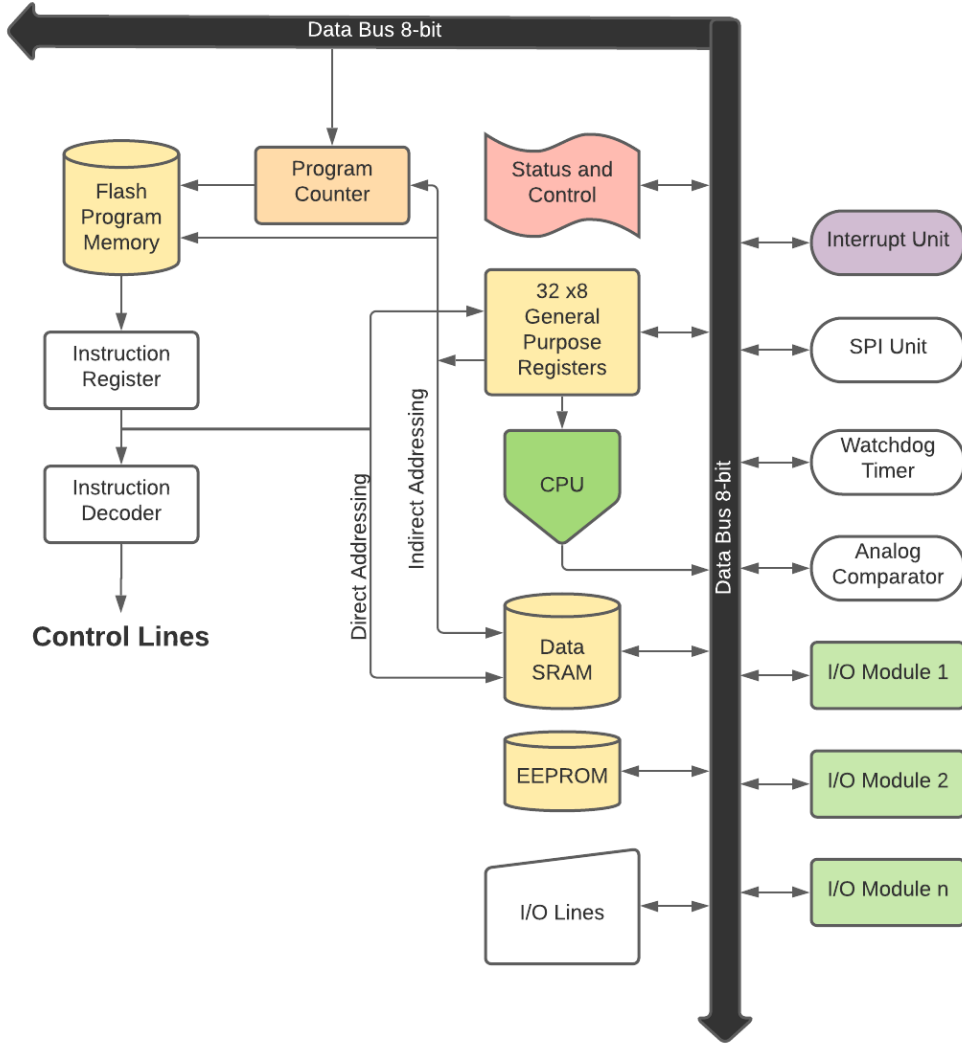 Data Bus 8-bit
Program
Counter
Flash
Program
Memory
Status and
Control
Interrupt Unit
32 x8
General
Purpose
Registers
SPI Unit
Instruction
Register
Direct Addressing
Indirect Addressing
CPU
Data Bus 8-bit
Watchdog
Timer
Instruction
Decoder
Analog
Comparator
Control Lines
Data
SRAM
I/O Module 1
EEPROM
I/O Module 2
I/O Lines
I/O Module n